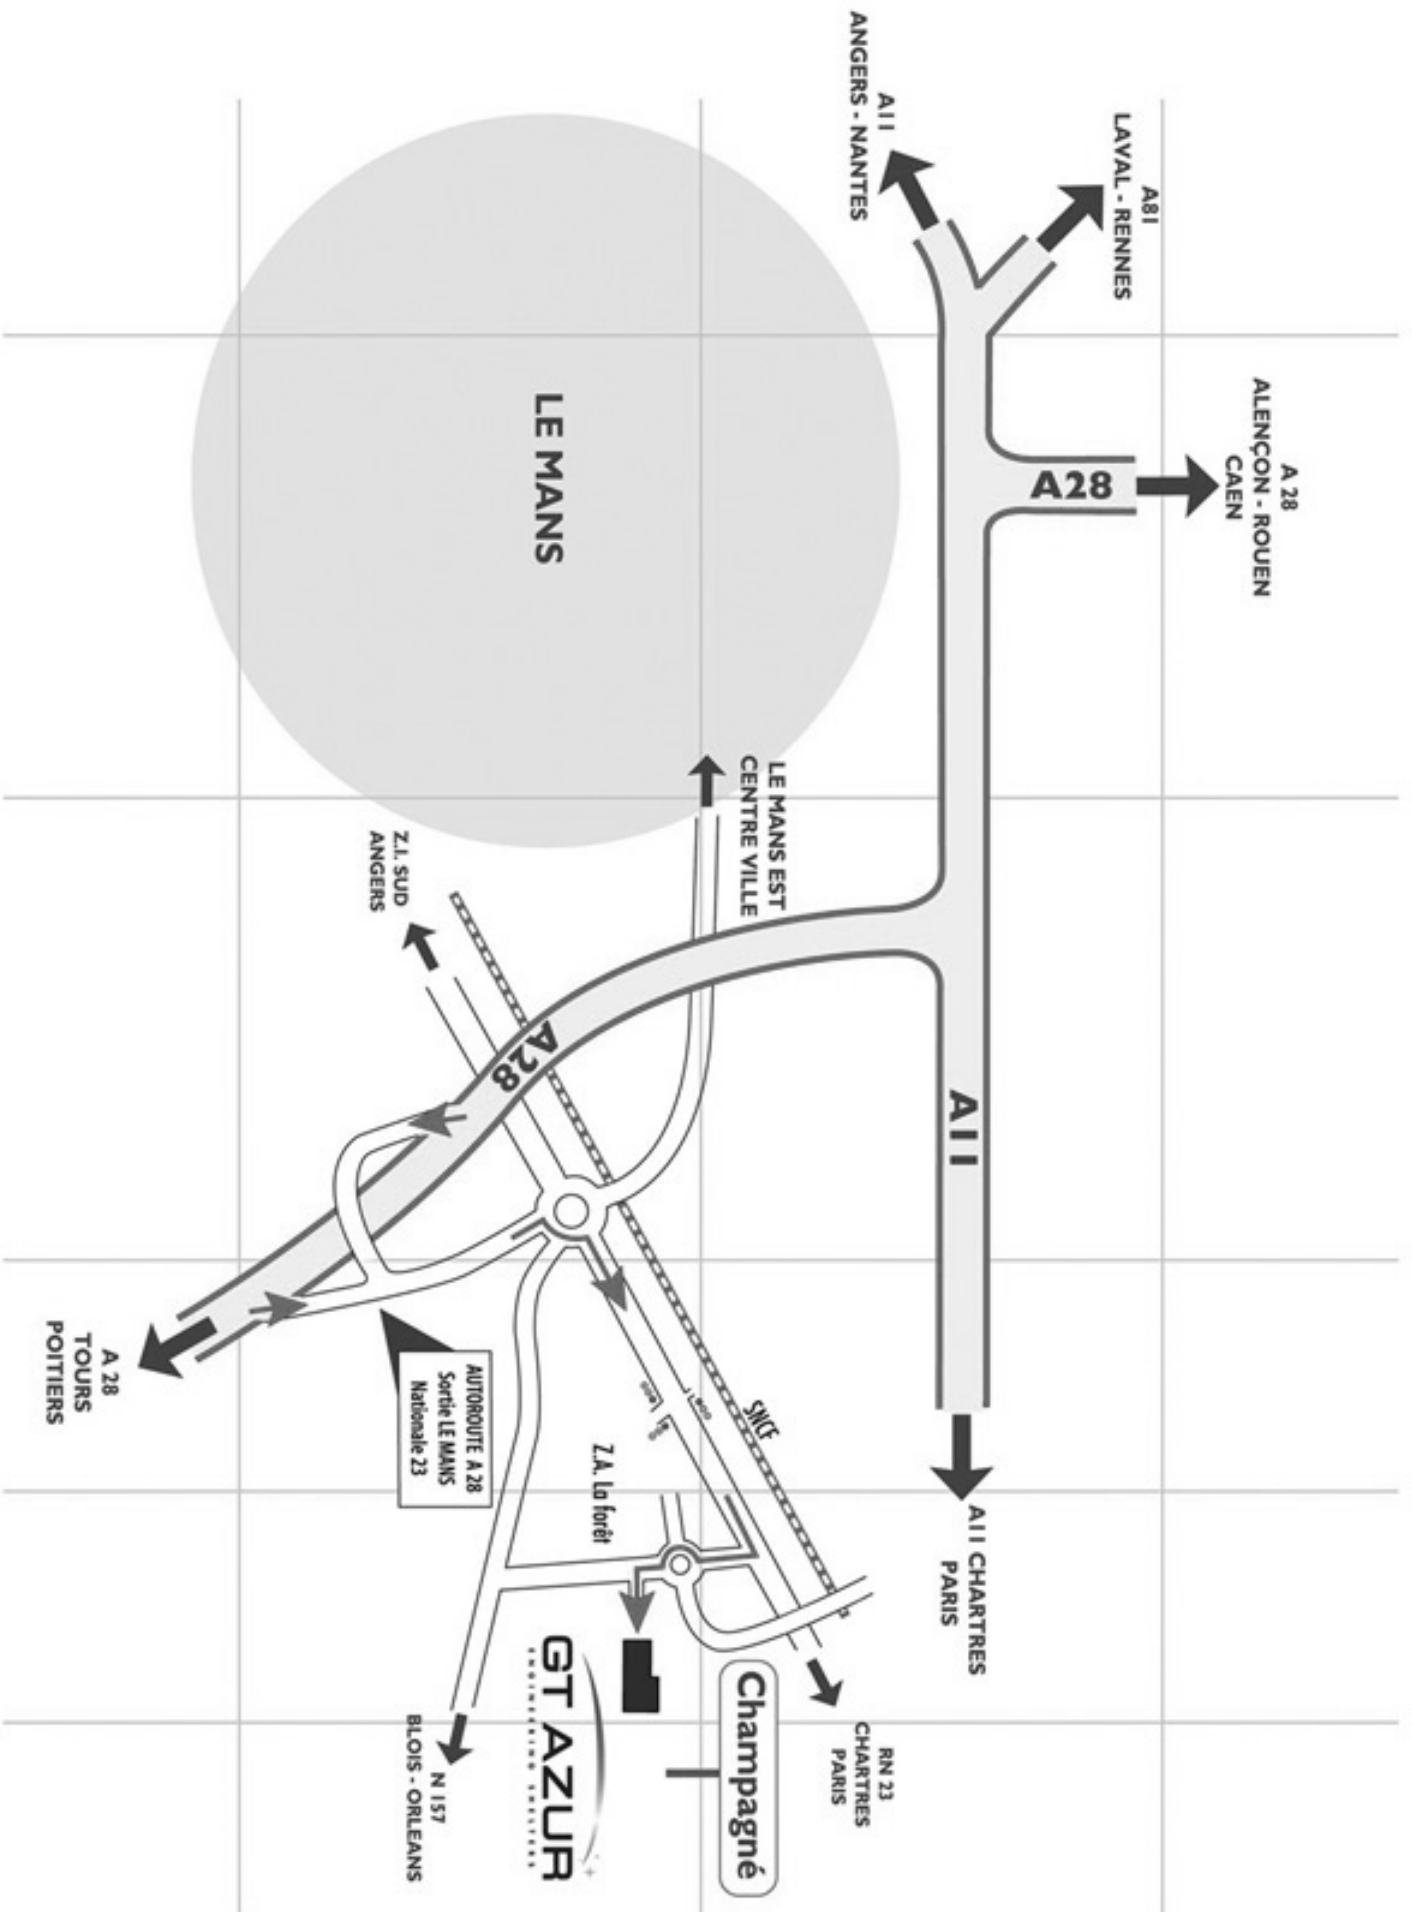 A 28
ALENÇON - ROUEN
CAEN
A81
LAVAL - RENNES
A11
ANGERS - NANTES
A28
A11
A11 CHARTRES
PARIS
LE MANS
LE MANS EST
CENTRE VILLE
Z.I. SUD
ANGERS
A28
SNCF
RN 23
CHARTRES
PARIS
Champagné
Z.A. La forêt
GT AZUR
ENGINEERING SHELTERS
AUTOROUTE A 28
Sortie LE MANS
Nationale 23
N 157
BLOIS - ORLEANS
A 28
TOURS
POITIERS